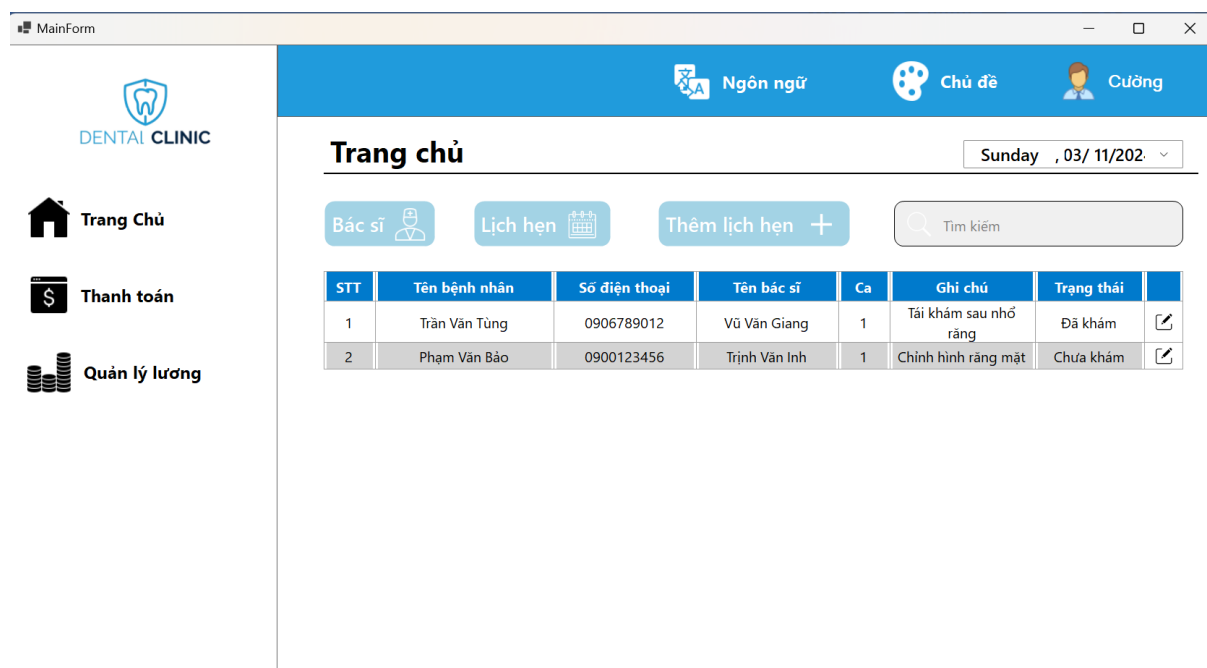 MainForm
Ngôn ngữ
Chủ đề
Cường
DENTAL CLINIC
Trang chủ
Sunday , 03/ 11/202
Trang Chủ
Thanh toán
Quản lý lương
Bác sĩ
Lịch hẹn
Thêm lịch hẹn
Tìm kiếm
STT Tên bệnh nhân Số điện thoại Tên bác sĩ Ca Ghi chú Trạng thái
1 Trần Văn Tùng 0906789012 Vũ Văn Giang 1 Tái khám sau nhổ răng Đã khám
2 Phạm Văn Bảo 0900123456 Trịnh Văn Inh 1 Chỉnh hình răng mặt Chưa khám